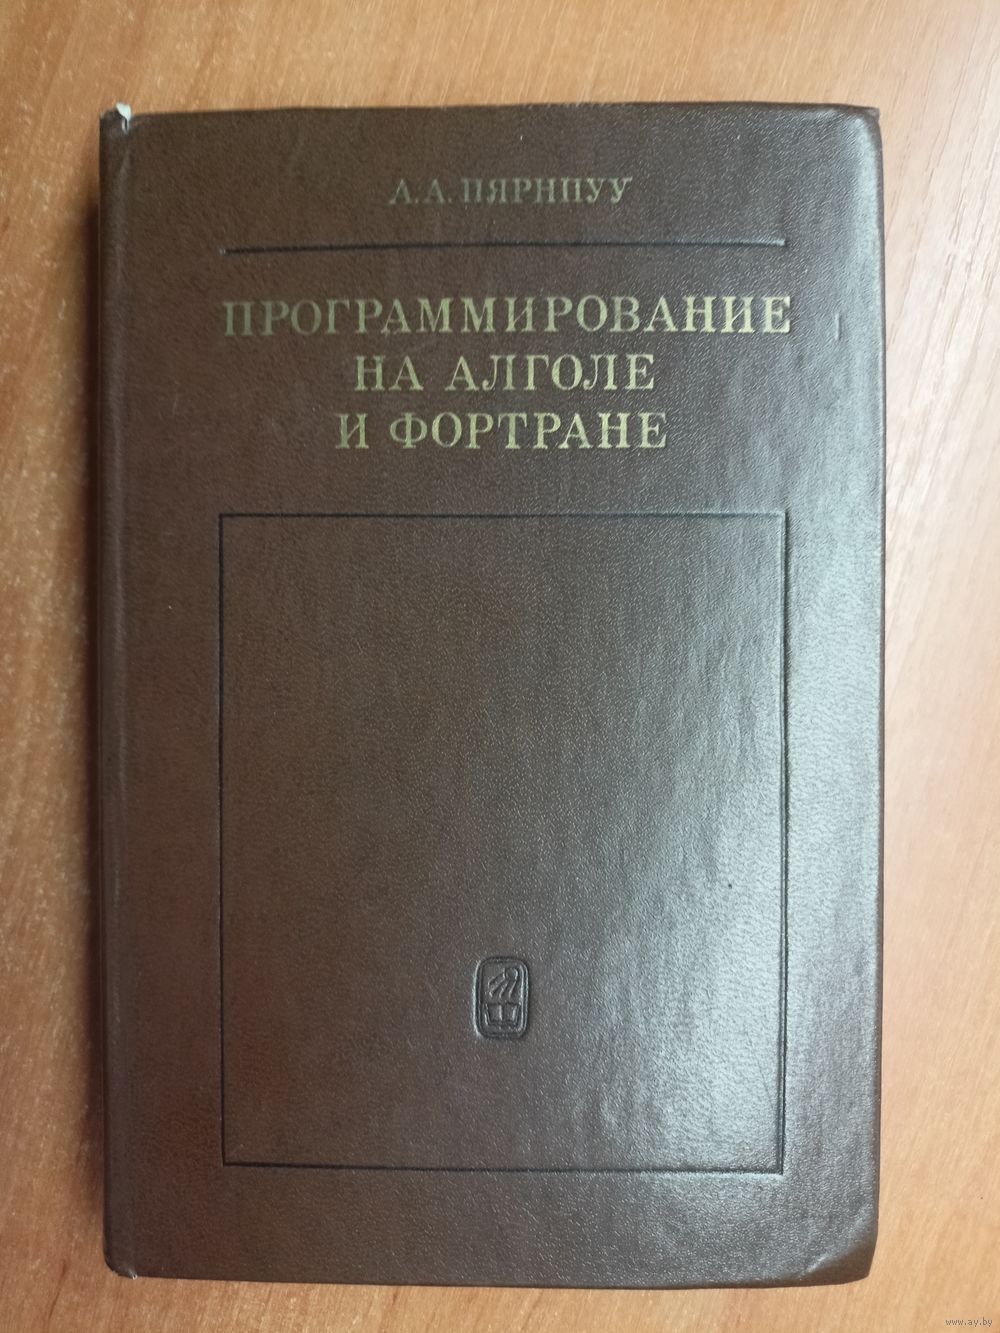 А. А. ПЯРНПУУ
ПРОГРАММИРОВАНИЕ
НА АЛГОЛЕ
И ФОРТРАНЕ
www.ay.by